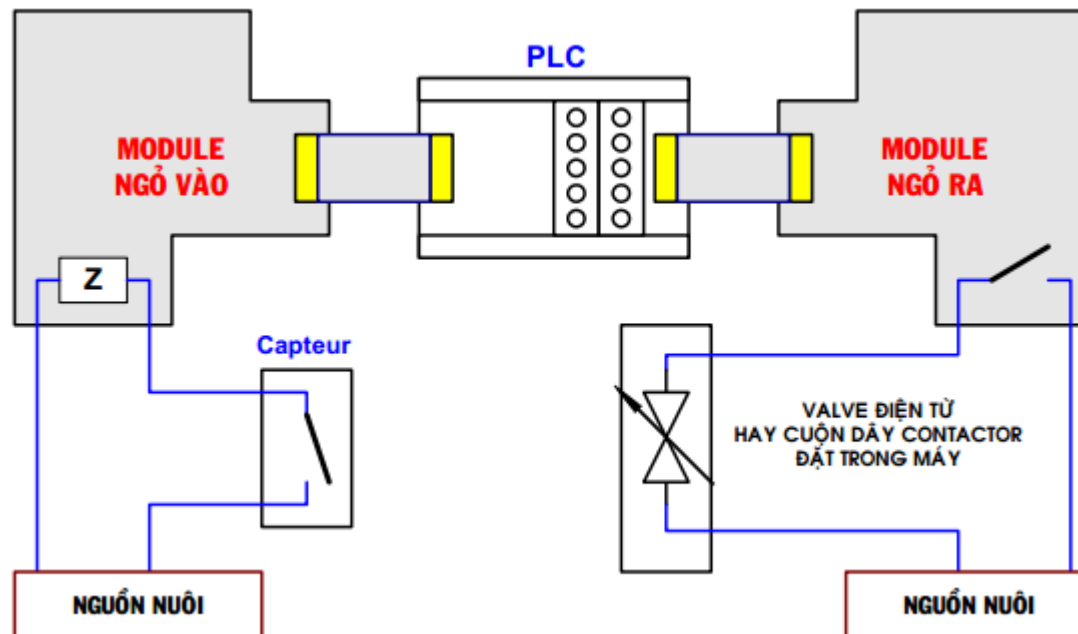 PLC
MODULE
NGỎ VÀO
MODULE
NGỎ RA
Z
Capteur
VALVE ĐIỆN TỪ
HAY CUỘN DÂY CONTACTOR
ĐẶT TRONG MÁY
NGUỒN NUÔI
NGUỒN NUÔI